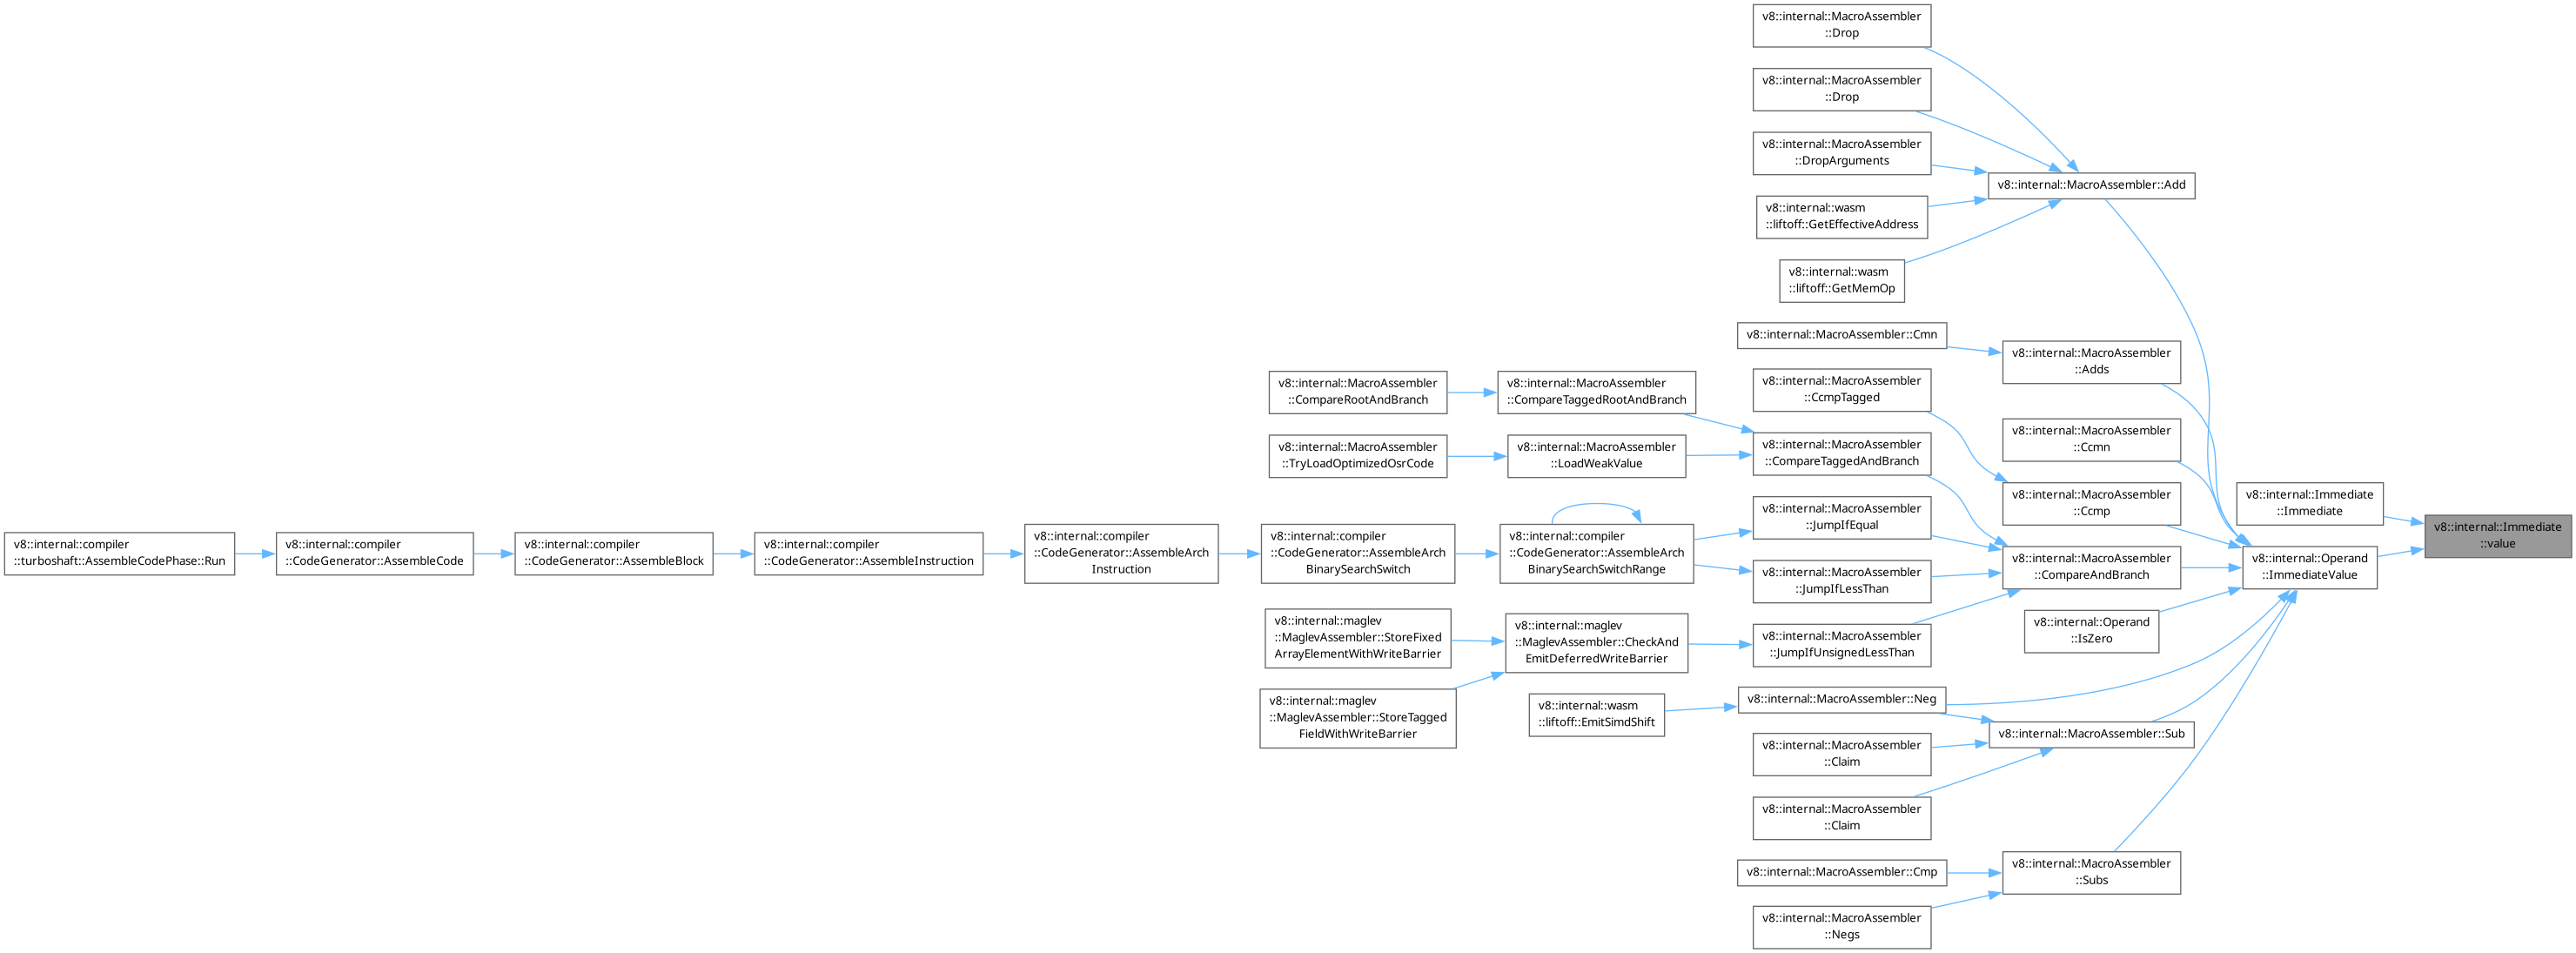 v8::internal::MacroAssembler
::Drop
v8::internal::MacroAssembler
::Drop
v8::internal::MacroAssembler
::DropArguments
v8::internal::MacroAssembler::Add
v8::internal::wasm
::liftoff::GetEffectiveAddress
v8::internal::wasm
::liftoff::GetMemOp
v8::internal::MacroAssembler::Cmn
v8::internal::MacroAssembler
::Adds
v8::internal::MacroAssembler
::CompareRootAndBranch
v8::internal::MacroAssembler
::CompareTaggedRootAndBranch
v8::internal::MacroAssembler
::CcmpTagged
v8::internal::MacroAssembler
::Ccmn
v8::internal::MacroAssembler
::TryLoadOptimizedOsrCode
v8::internal::MacroAssembler
::LoadWeakValue
v8::internal::MacroAssembler
::CompareTaggedAndBranch
v8::internal::MacroAssembler
::Ccmp
v8::internal::Immediate
::Immediate
v8::internal::Immediate
::value
v8::internal::compiler
::turboshaft::AssembleCodePhase::Run
v8::internal::compiler
::CodeGenerator::AssembleCode
v8::internal::compiler
::CodeGenerator::AssembleBlock
v8::internal::compiler
::CodeGenerator::AssembleInstruction
v8::internal::compiler
::CodeGenerator::AssembleArch
Instruction
v8::internal::compiler
::CodeGenerator::AssembleArch
BinarySearchSwitch
v8::internal::compiler
::CodeGenerator::AssembleArch
BinarySearchSwitchRange
v8::internal::MacroAssembler
::JumpIfEqual
v8::internal::MacroAssembler
::JumpIfLessThan
v8::internal::MacroAssembler
::CompareAndBranch
v8::internal::Operand
::ImmediateValue
v8::internal::Operand
::IsZero
v8::internal::maglev
::MaglevAssembler::StoreFixed
ArrayElementWithWriteBarrier
v8::internal::maglev
::MaglevAssembler::CheckAnd
EmitDeferredWriteBarrier
v8::internal::MacroAssembler
::JumpIfUnsignedLessThan
v8::internal::maglev
::MaglevAssembler::StoreTagged
FieldWithWriteBarrier
v8::internal::wasm
::liftoff::EmitSimdShift
v8::internal::MacroAssembler::Neg
v8::internal::MacroAssembler::Sub
v8::internal::MacroAssembler
::Claim
v8::internal::MacroAssembler
::Claim
v8::internal::MacroAssembler::Cmp
v8::internal::MacroAssembler
::Subs
v8::internal::MacroAssembler
::Negs